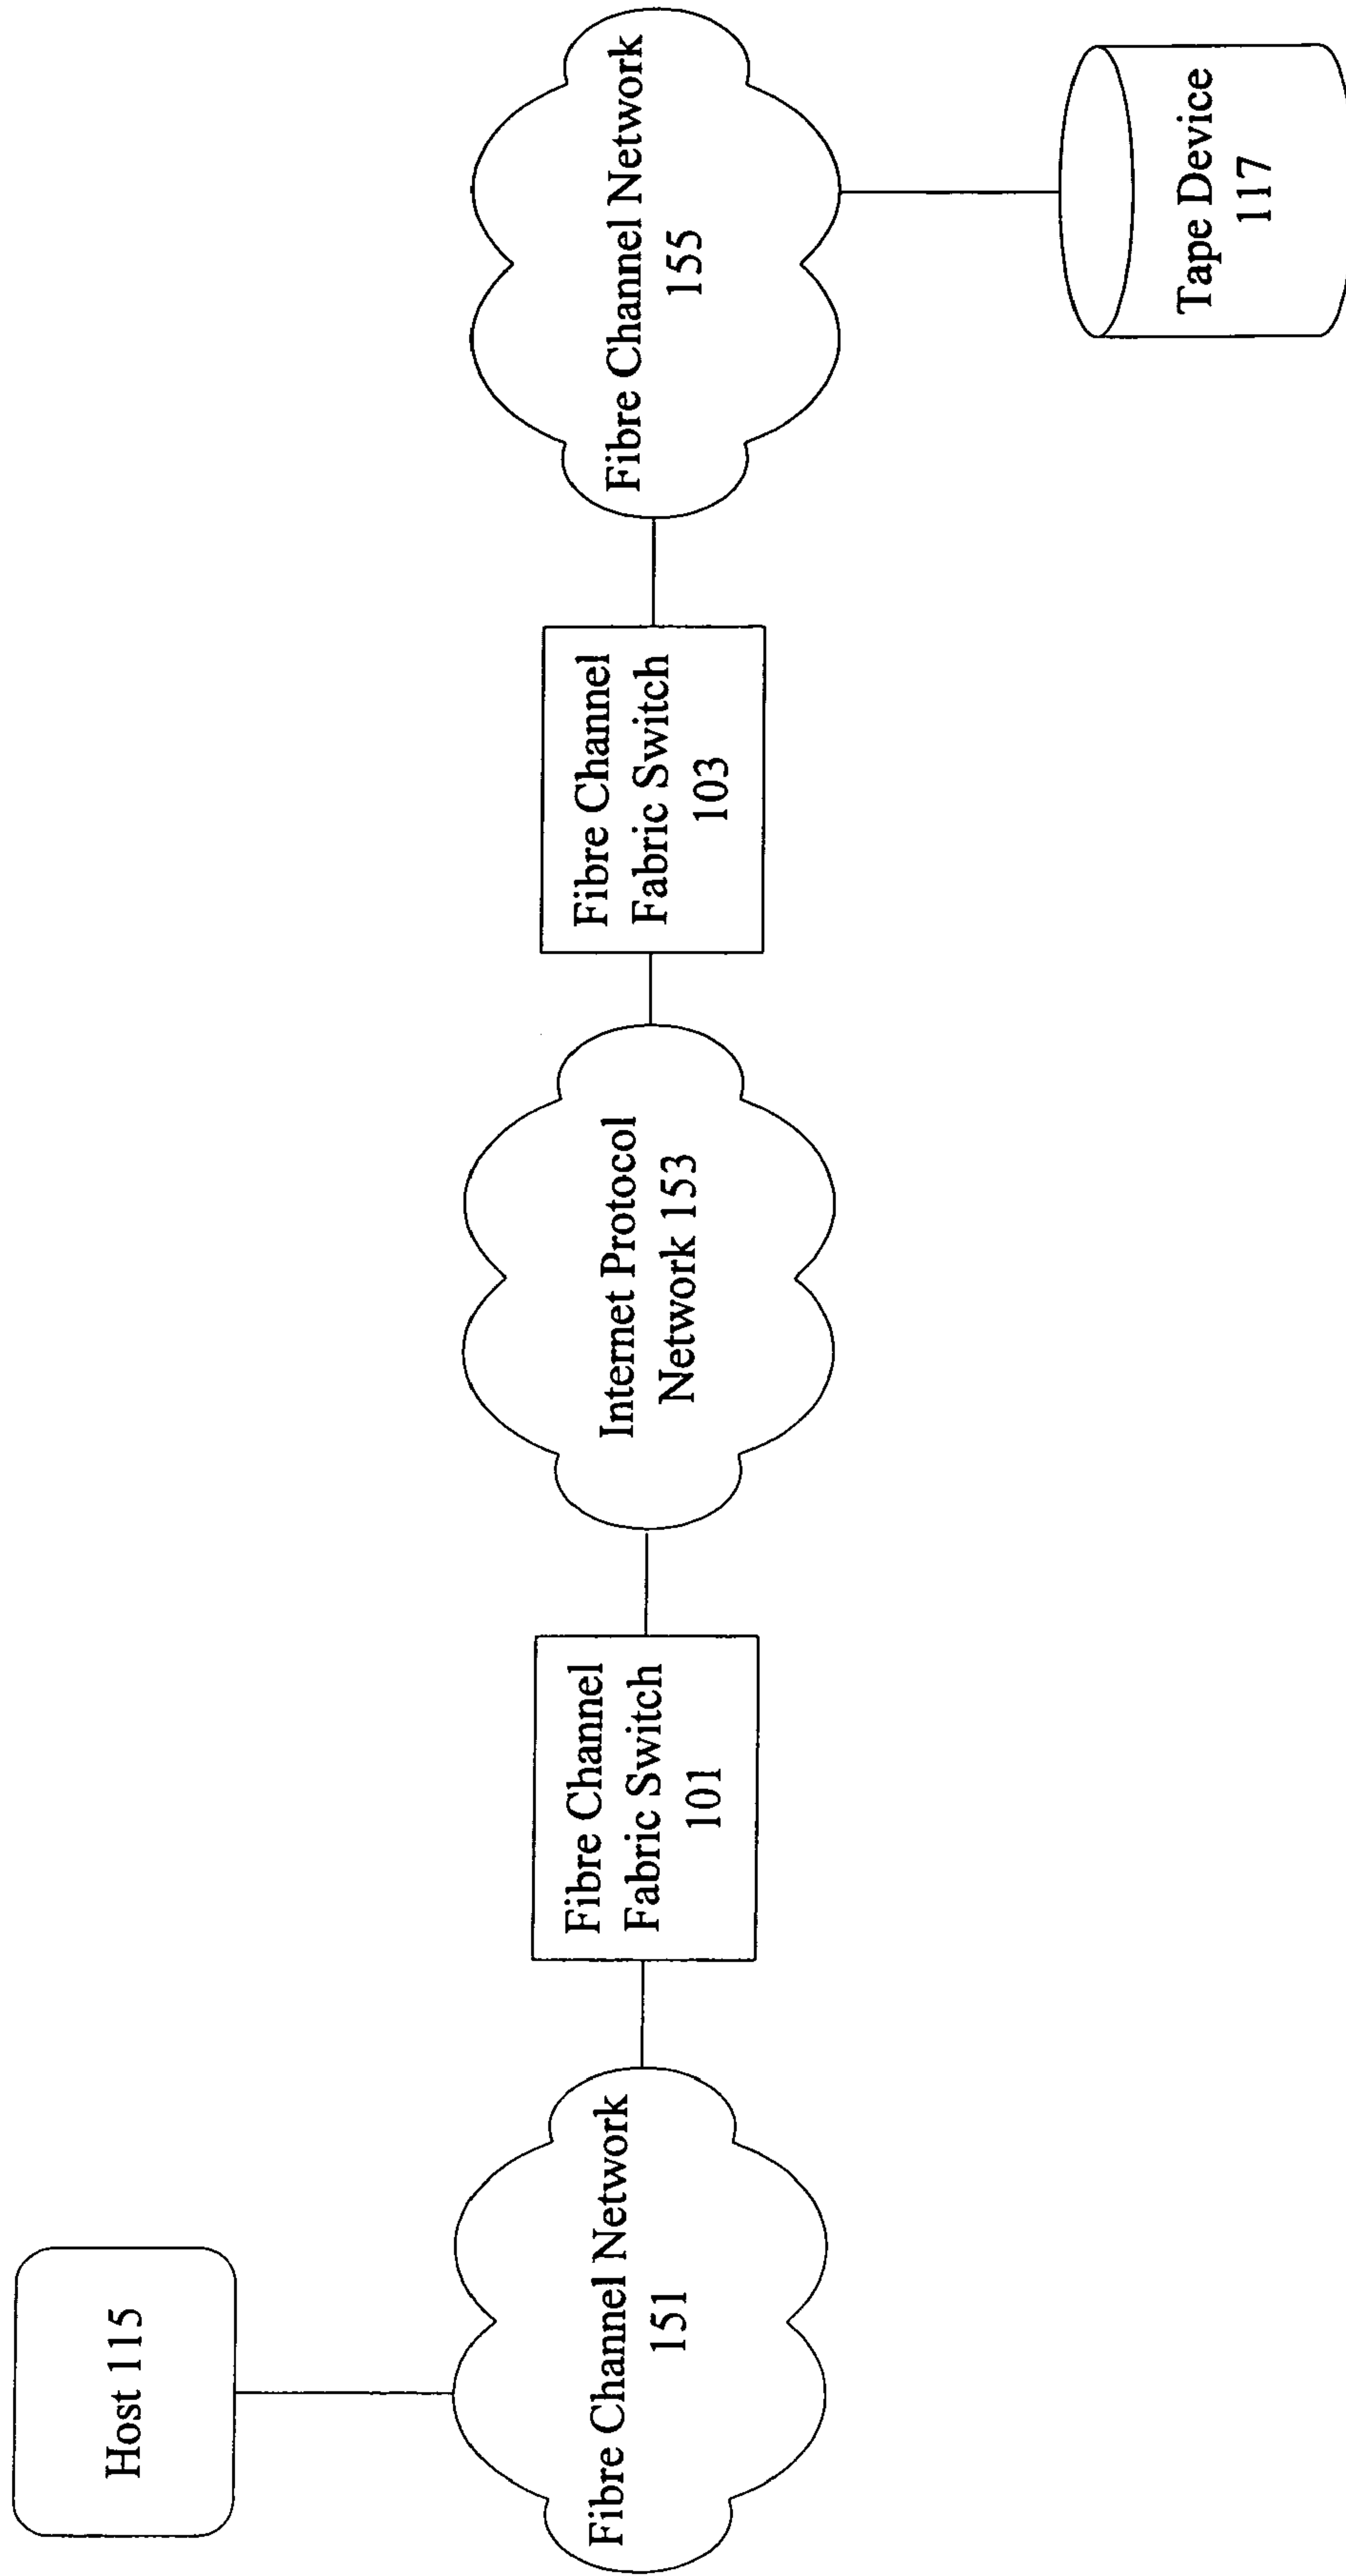 Host 115
Fibre Channel Network
151
Fibre Channel
Fabric Switch
101
Internet Protocol
Network 153
Fibre Channel
Fabric Switch
103
Fibre Channel Network
155
Tape Device
117